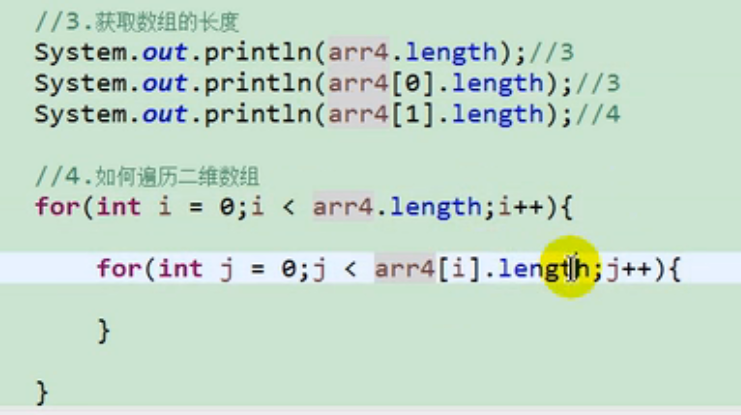 //3.获取数组的长度
System.out.println(arr4.length);//3
System.out.println(arr4[0].length);//3
System.out.println(arr4[1].length);//4
//4.如何遍历二维数组
for(int i = 0;i < arr4.length;i++){
for(int j = 0;j < arr4[i].length;j++){
}
}